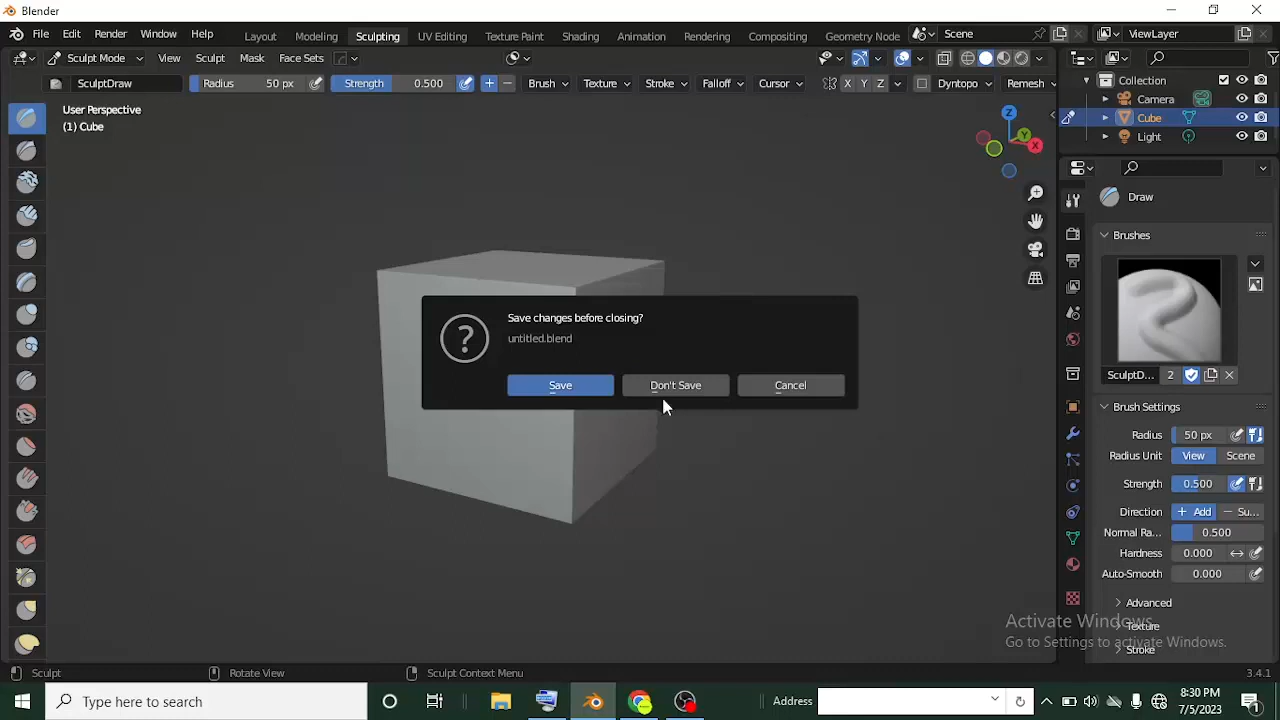 Blender
File Edit Render Window Help Layout Modeling Sculpting UV Editing Texture Paint Shading Animation Rendering Compositing Geometry Node Scene ViewLayer
Sculpt Mode View Sculpt Mask Face Sets
SculptDraw Radius 50 px Strength 0.500 Brush Texture Stroke Falloff Cursor X Y Z Dyntopo Remesh
User Perspective
(1) Cube
Z
Y
X
Collection
Camera
Cube
Light
Draw
Brushes
SculptD... 2
Save changes before closing?
untitled.blend
Save Don't Save Cancel
Brush Settings
Radius 50 px
Radius Unit View Scene
Strength 0.500
Direction + Add − Su...
Normal Ra... 0.500
Hardness 0.000
Auto-Smooth 0.000
Advanced
Texture
Stroke
Activate Windows
Go to Settings to activate Windows.
Sculpt Rotate View Sculpt Context Menu 3.4.1
Type here to search Address 8:30 PM
7/5/2023
1